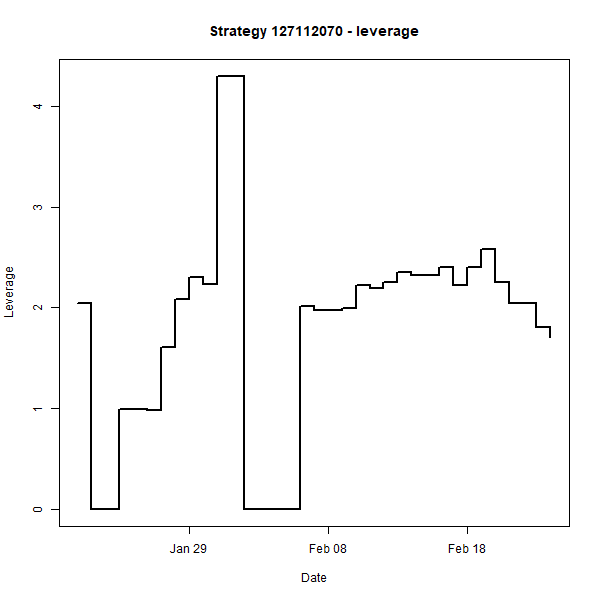 Strategy 127112070 - leverage
Leverage
4
3
2
1
0
Jan 29
Feb 08
Feb 18
Date